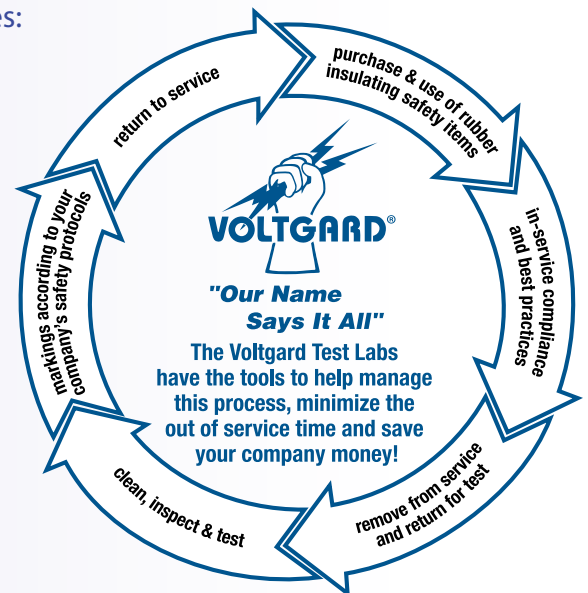 es:
purchase & use of rubber
insulating safety items
in-service compliance
and best practices
remove from service
and return for test
clean, inspect & test
markings according to your
company's safety protocols
return to service
VOLTGARD®
"Our Name
Says It All"
The Voltgard Test Labs
have the tools to help manage
this process, minimize the
out of service time and save
your company money!